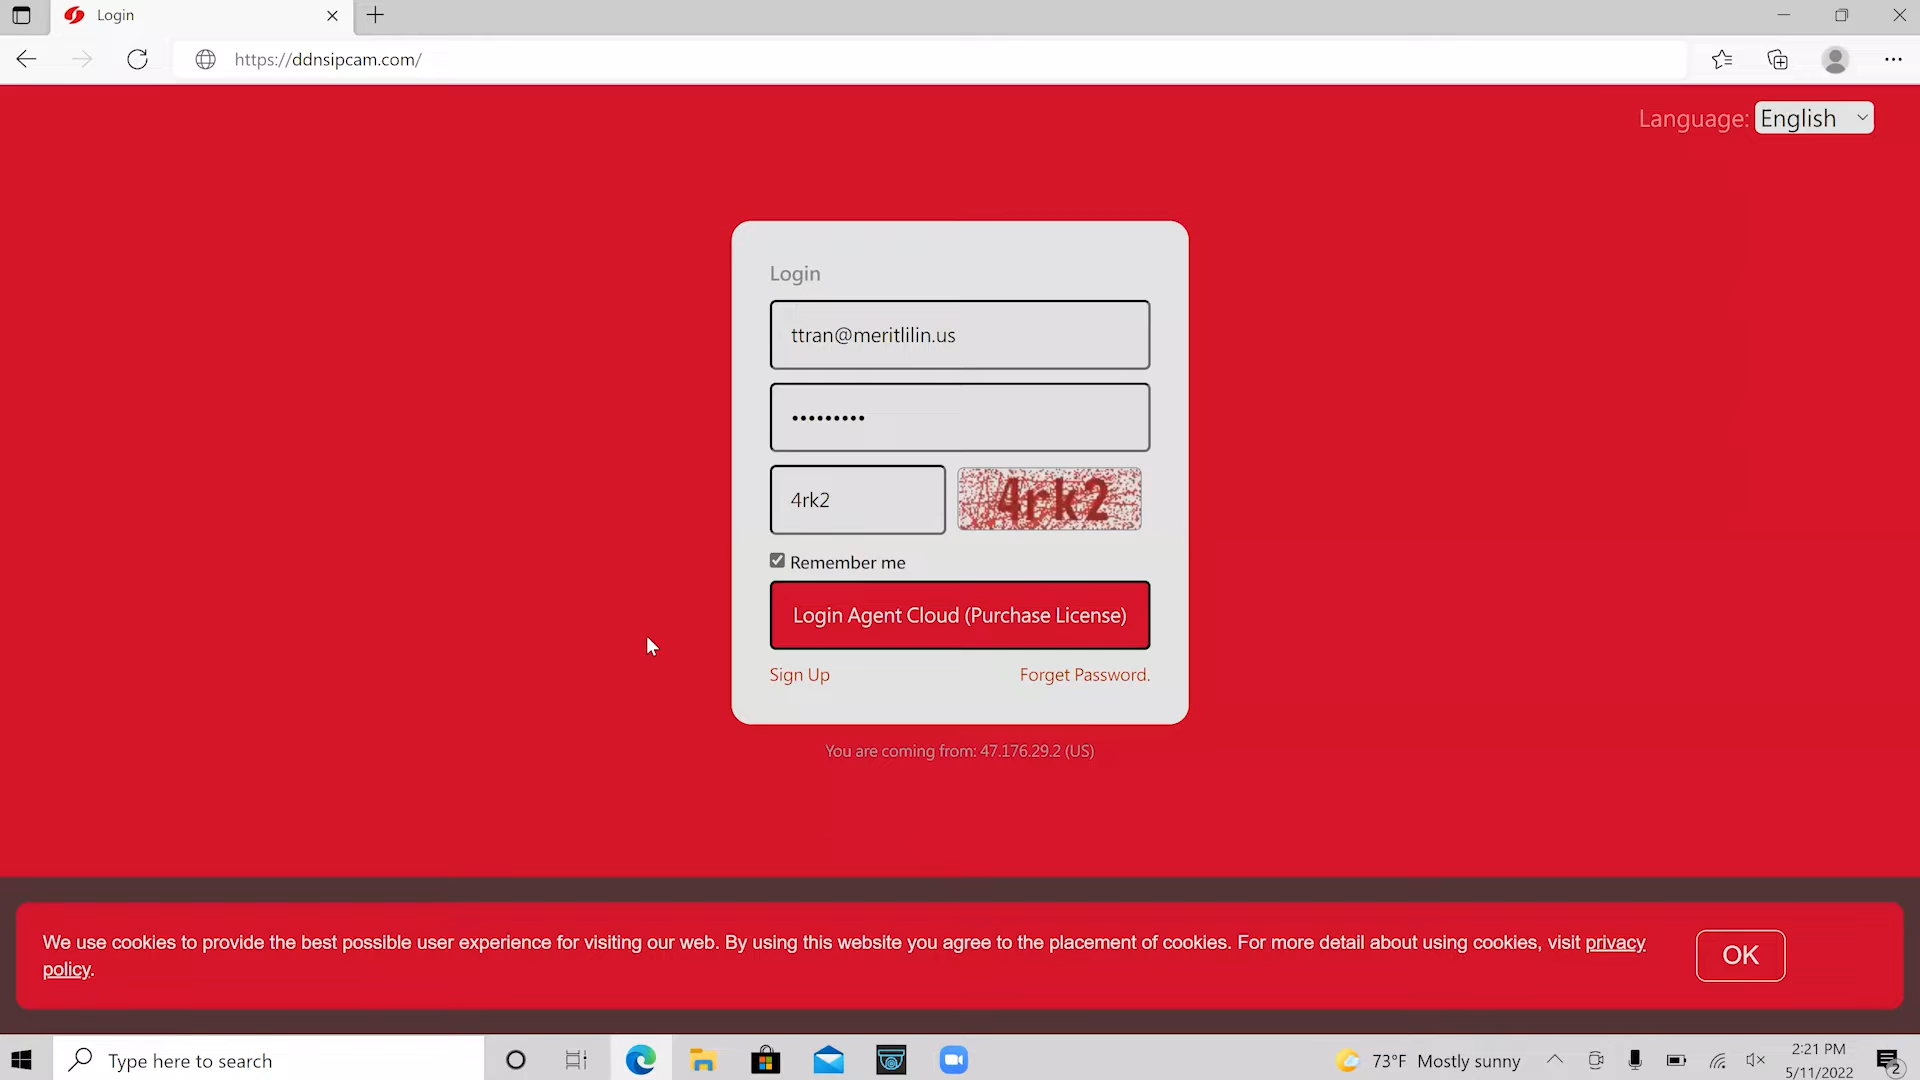 Login
https://ddnsipcam.com/
Language: English
Login
ttran@meritlilin.us
•••••••••
4rk2
4rk2
Remember me
Login Agent Cloud (Purchase License)
Sign Up
Forget Password.
You are coming from: 47.176.29.2 (US)
We use cookies to provide the best possible user experience for visiting our web. By using this website you agree to the placement of cookies. For more detail about using cookies, visit privacy
policy.
OK
Type here to search
73°F Mostly sunny
2:21 PM
5/11/2022
2